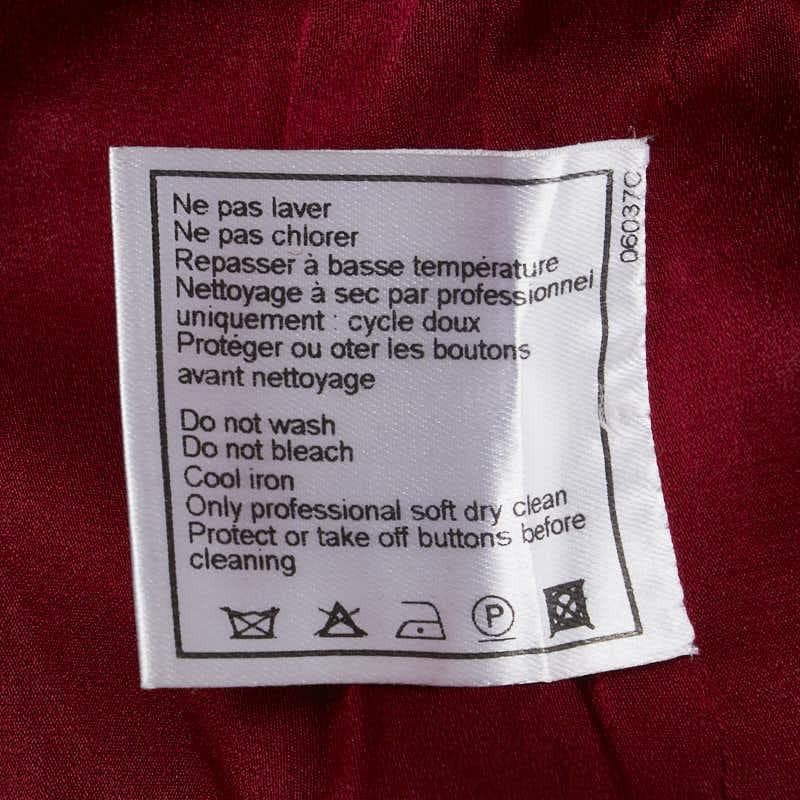 Ne pas laver
Ne pas chlorer
Repasser à basse température
Nettoyage à sec par professionnel
uniquement : cycle doux
Protéger ou oter les boutons
avant nettoyage
Do not wash
Do not bleach
Cool iron
Only professional soft dry clean
Protect or take off buttons before
cleaning
P
06037C